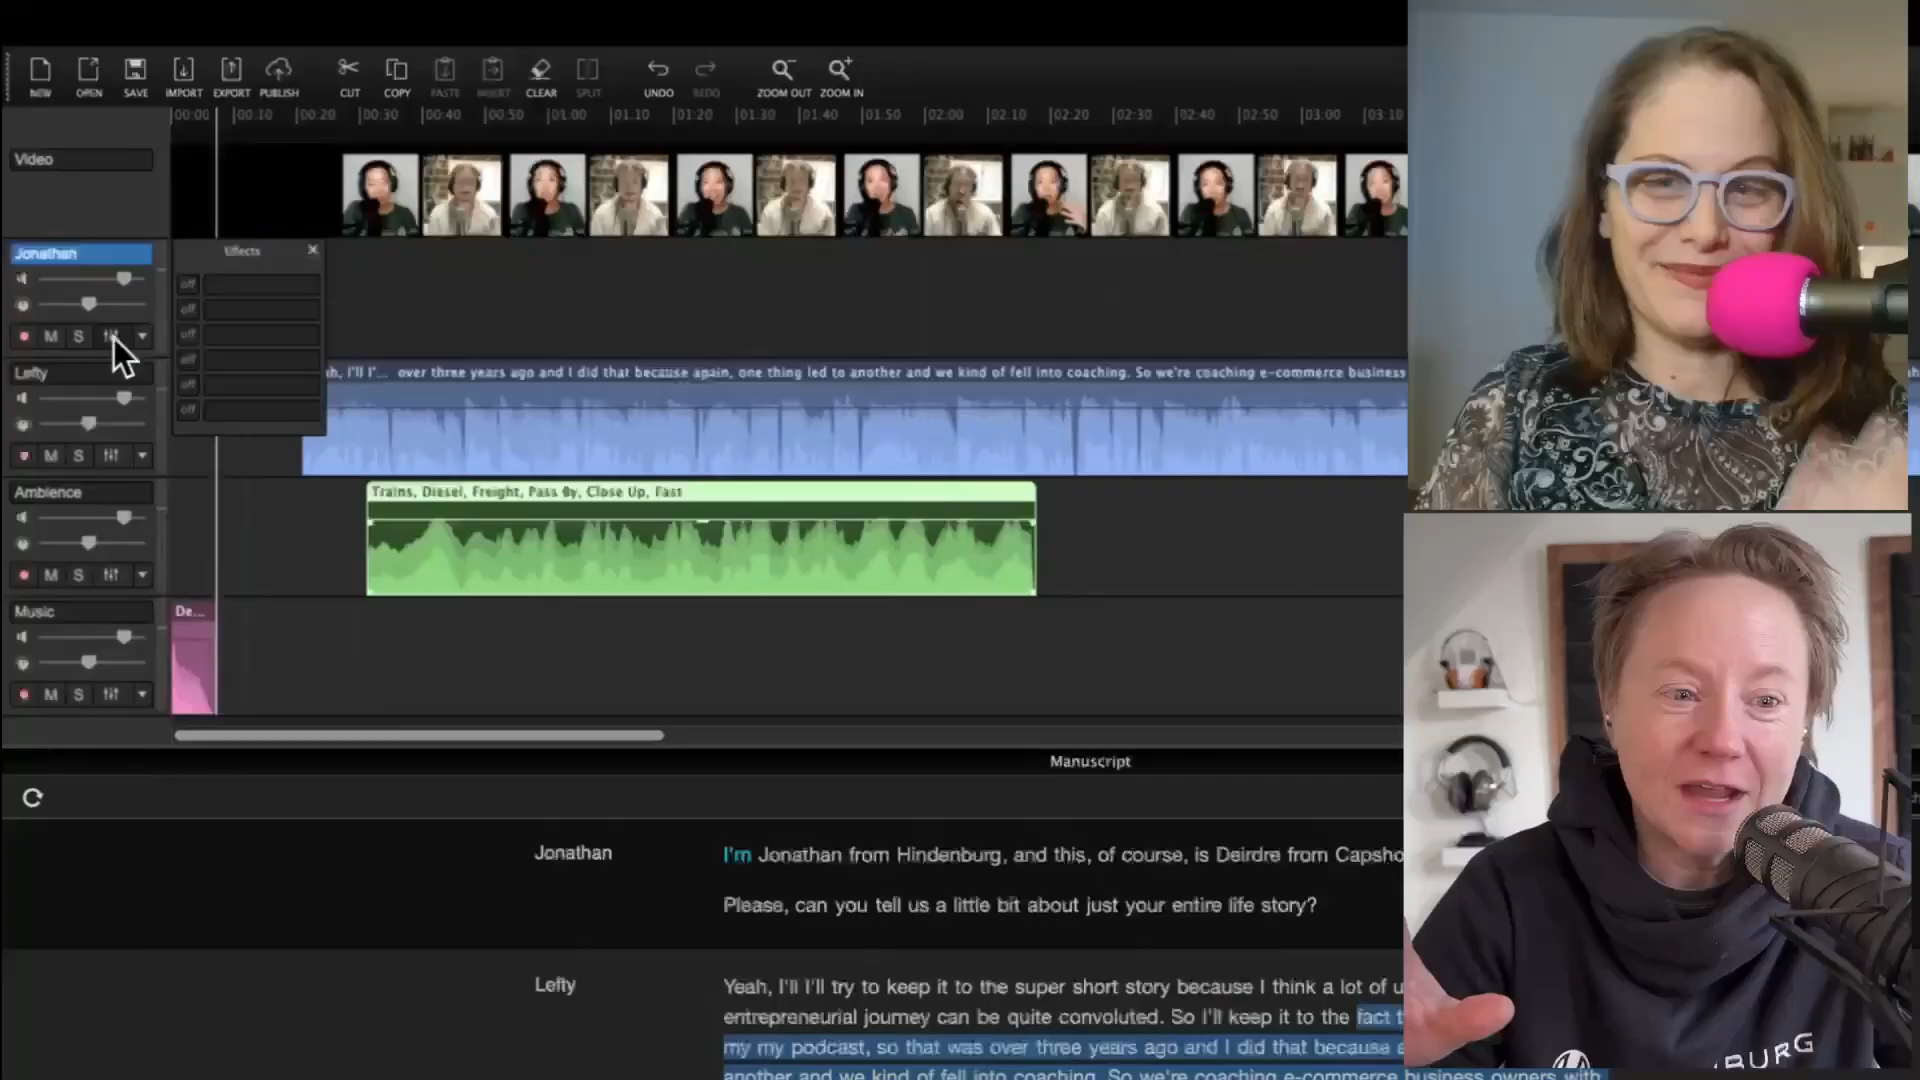 NEW OPEN SAVE IMPORT EXPORT PUBLISH CUT COPY PASTE INSERT CLEAR SPLIT UNDO REDO ZOOM OUT ZOOM IN
00:00 00:10 00:20 00:30 00:40 00:50 01:00 01:10 01:20 01:30 01:40 01:50 02:00 02:10 02:20 02:30 02:40 02:50 03:00 03:10
Video
Jonathan
Effects
off
off
off
off
off
off
M S
Lefty
I'll I'... over three years ago and I did that because again, one thing led to another and we kind of fell into coaching. So we're coaching e-commerce business
M S
Ambience
Trains, Diesel, Freight, Pass By, Close Up, Fast
M S
Music
De...
M S
Manuscript
Jonathan
I'm Jonathan from Hindenburg, and this, of course, is Deirdre from Capsho
Please, can you tell us a little bit about just your entire life story?
Lefty
Yeah, I'll I'll try to keep it to the super short story because I think a lot of u
entrepreneurial journey can be quite convoluted. So I'll keep it to the fact t
my my podcast, so that was over three years ago and I did that because a
another and we kind of fell into coaching. So we're coaching e-commerce business owners with
BURG